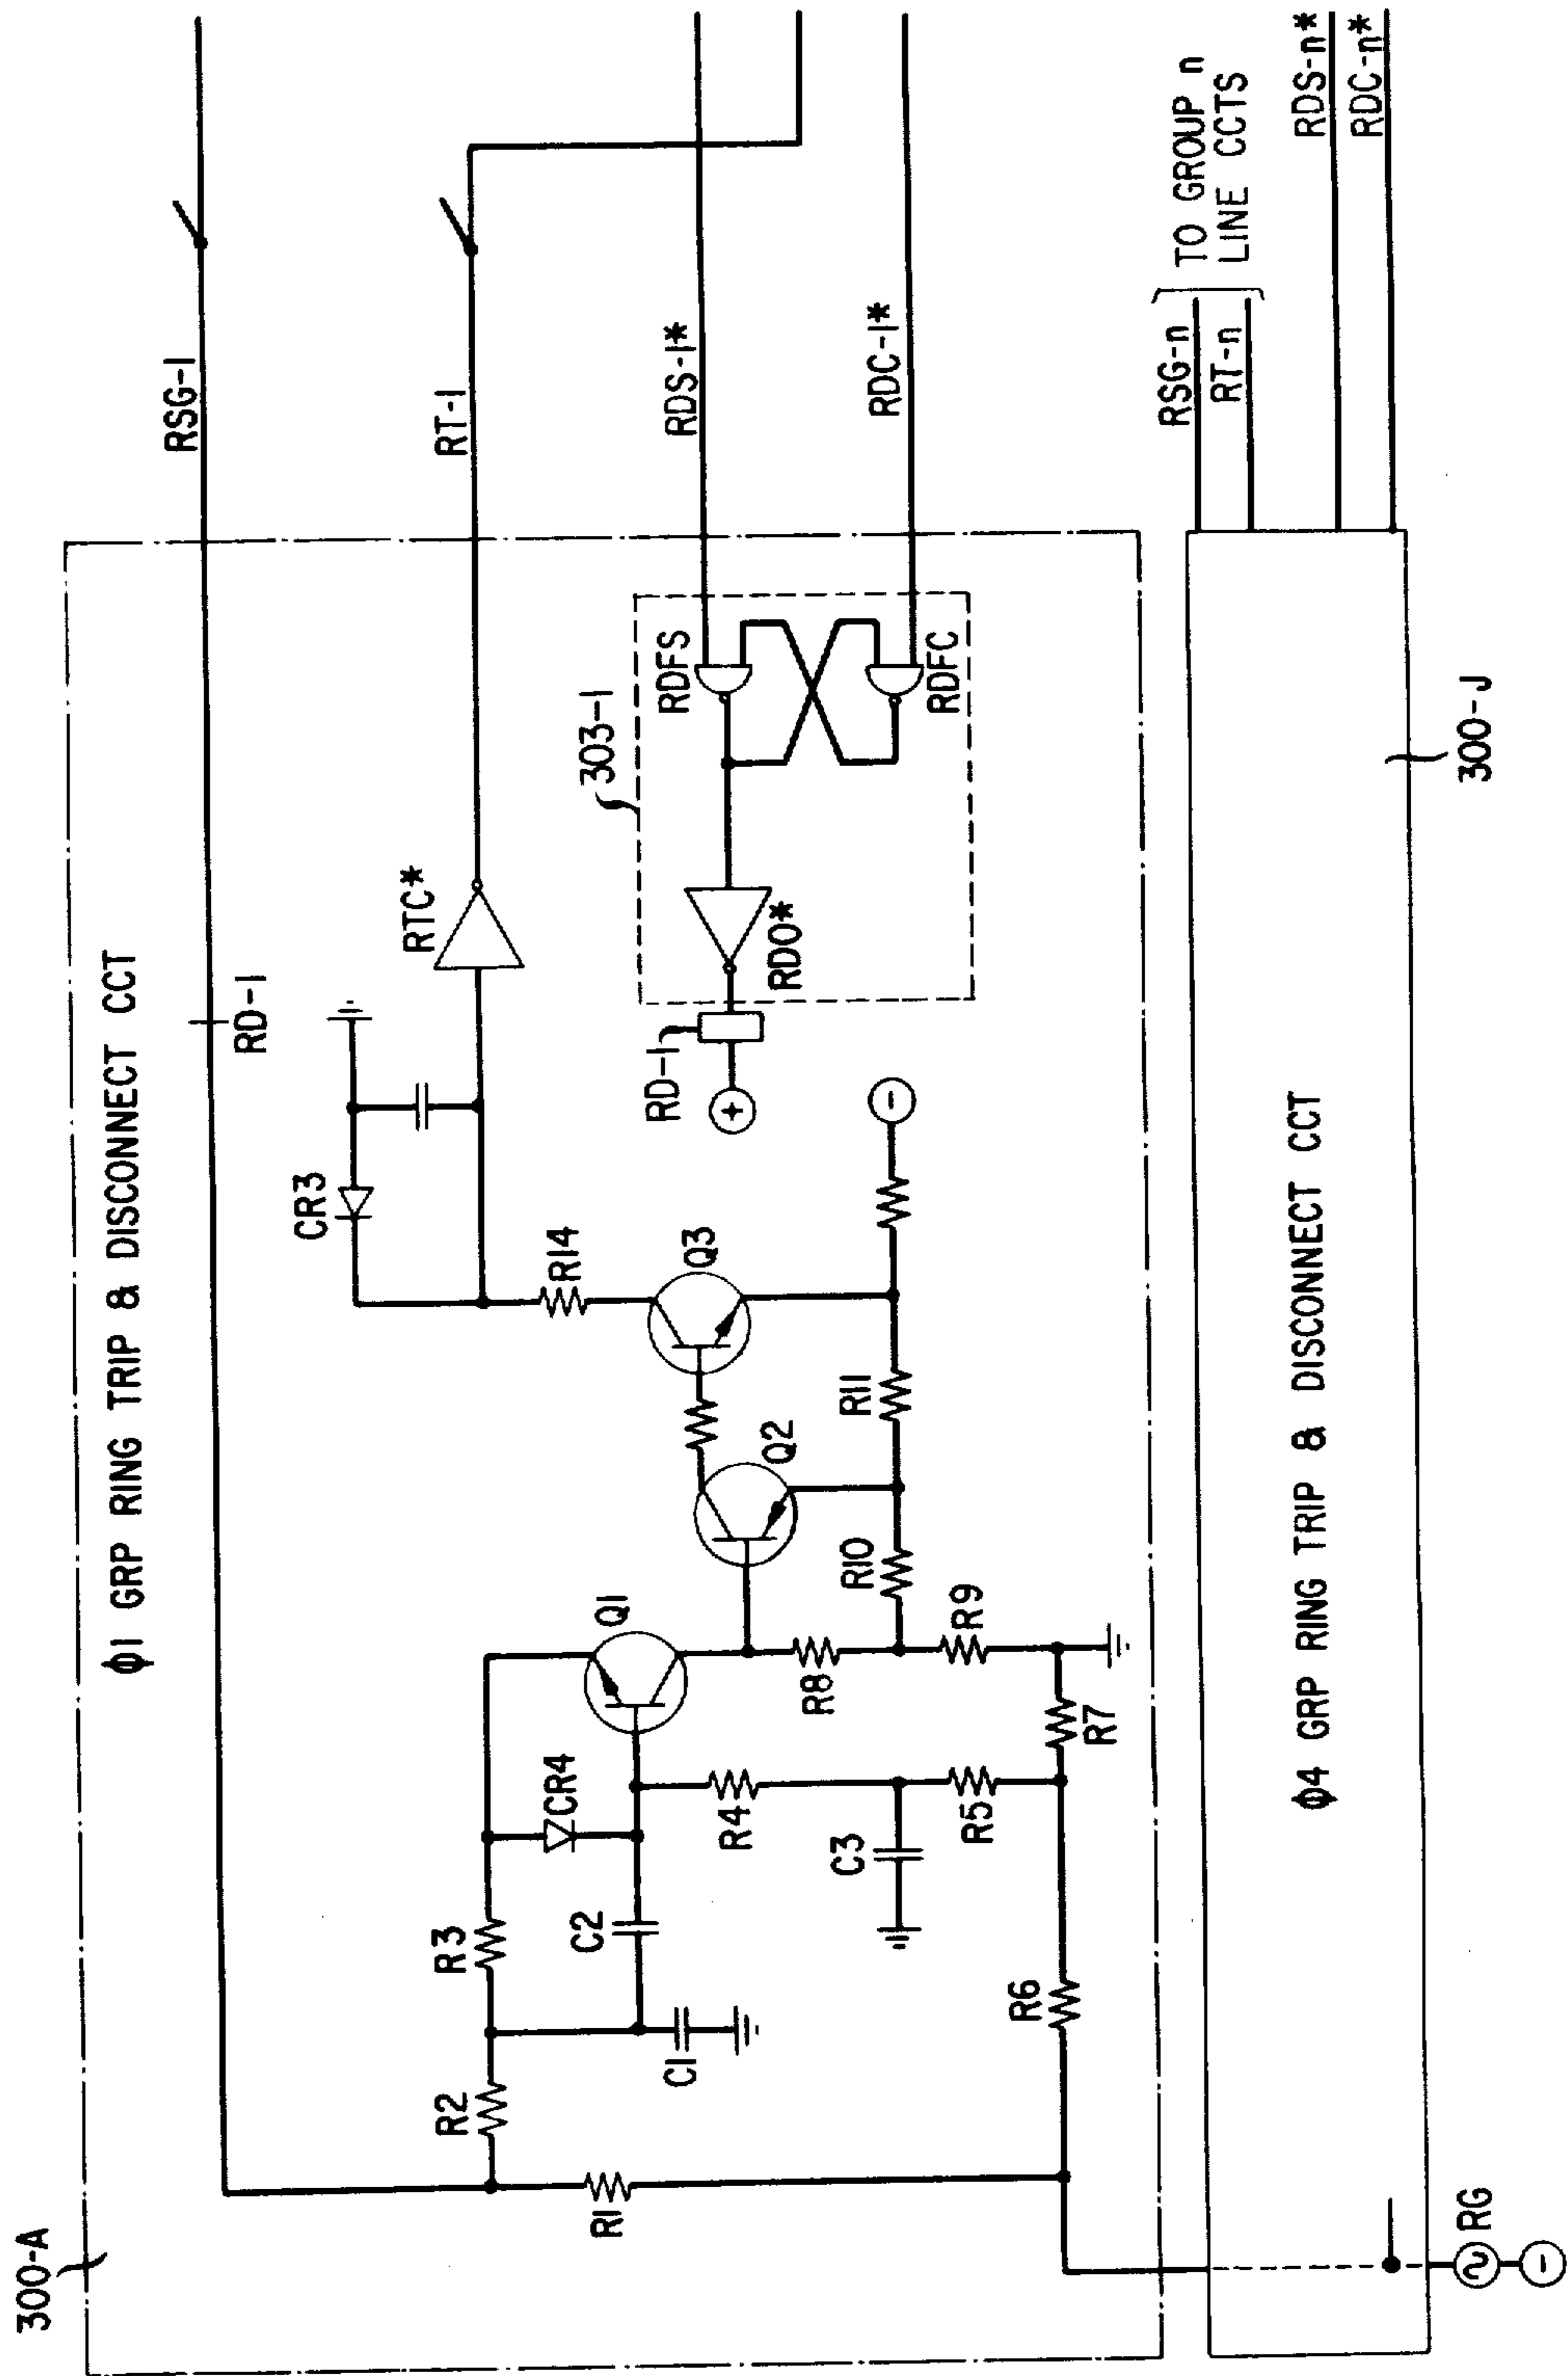 300-A
ϕ1 GRP RING TRIP & DISCONNECT CCT
RSG-1
RD-1
RT-1
RTC*
CR3
R14
Q3
Q2
Q1
R11
R10
R9
R8
R7
CR4
R3
R2
C2
C1
R4
C3
R5
R6
R1
RDS-1*
RDC-1*
303-1
RDFS
RDFC
RDO*
RD-1
+
−
RSG-n
RT-n
TO GROUP n
LINE CCTS
RDS-n*
RDC-n*
ϕ4 GRP RING TRIP & DISCONNECT CCT
300-J
RG
−